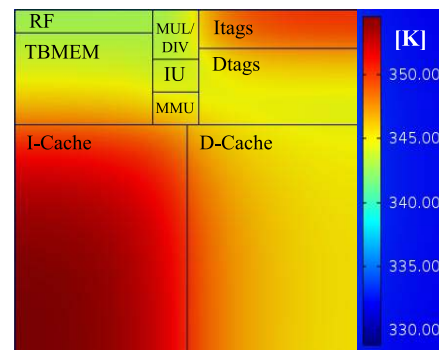 RF
TBMEM
MUL/
DIV
IU
MMU
Itags
Dtags
I-Cache
D-Cache
[K]
350.00
345.00
340.00
335.00
330.00